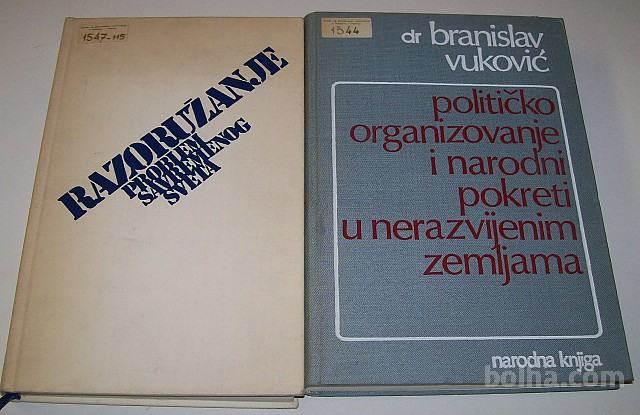 1547-115
RAZORUŽANJE
PROBLEM
SAVREMENOG
SVETA
1344
dr branislav
vuković
političko
organizovanje
i narodni
pokreti
u nerazvijenim
zemljama
narodna knjiga
bolha.com